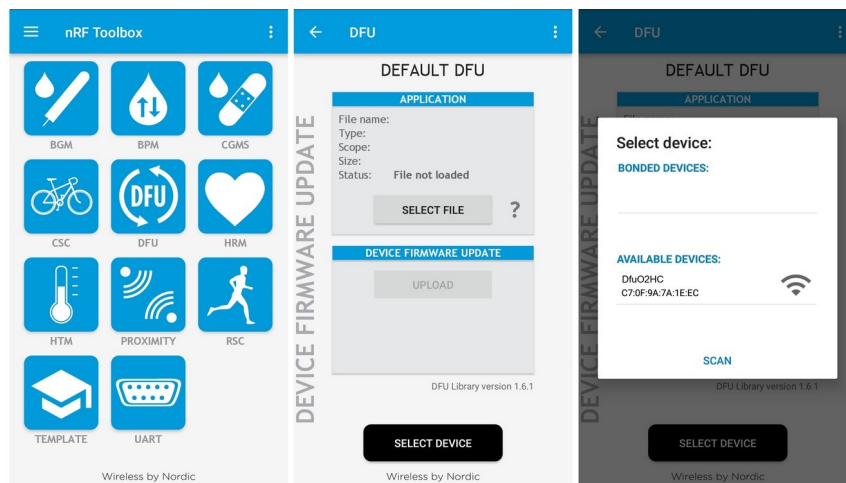 nRF Toolbox
BGM
BPM
CGMS
CSC
DFU
DFU
HRM
HTM
PROXIMITY
RSC
TEMPLATE
UART
Wireless by Nordic
DFU
DEFAULT DFU
DEVICE FIRMWARE UPDATE
APPLICATION
File name:
Type:
Scope:
Size:
Status: File not loaded
SELECT FILE ?
DEVICE FIRMWARE UPDATE
UPLOAD
DFU Library version 1.6.1
SELECT DEVICE
Wireless by Nordic
DFU
DEFAULT DFU
DEVICE FIRMWARE UPDATE
APPLICATION
Select device:
BONDED DEVICES:
AVAILABLE DEVICES:
DfuO2HC
C7:0F:9A:7A:1E:EC
SCAN
DFU Library version 1.6.1
SELECT DEVICE
Wireless by Nordic